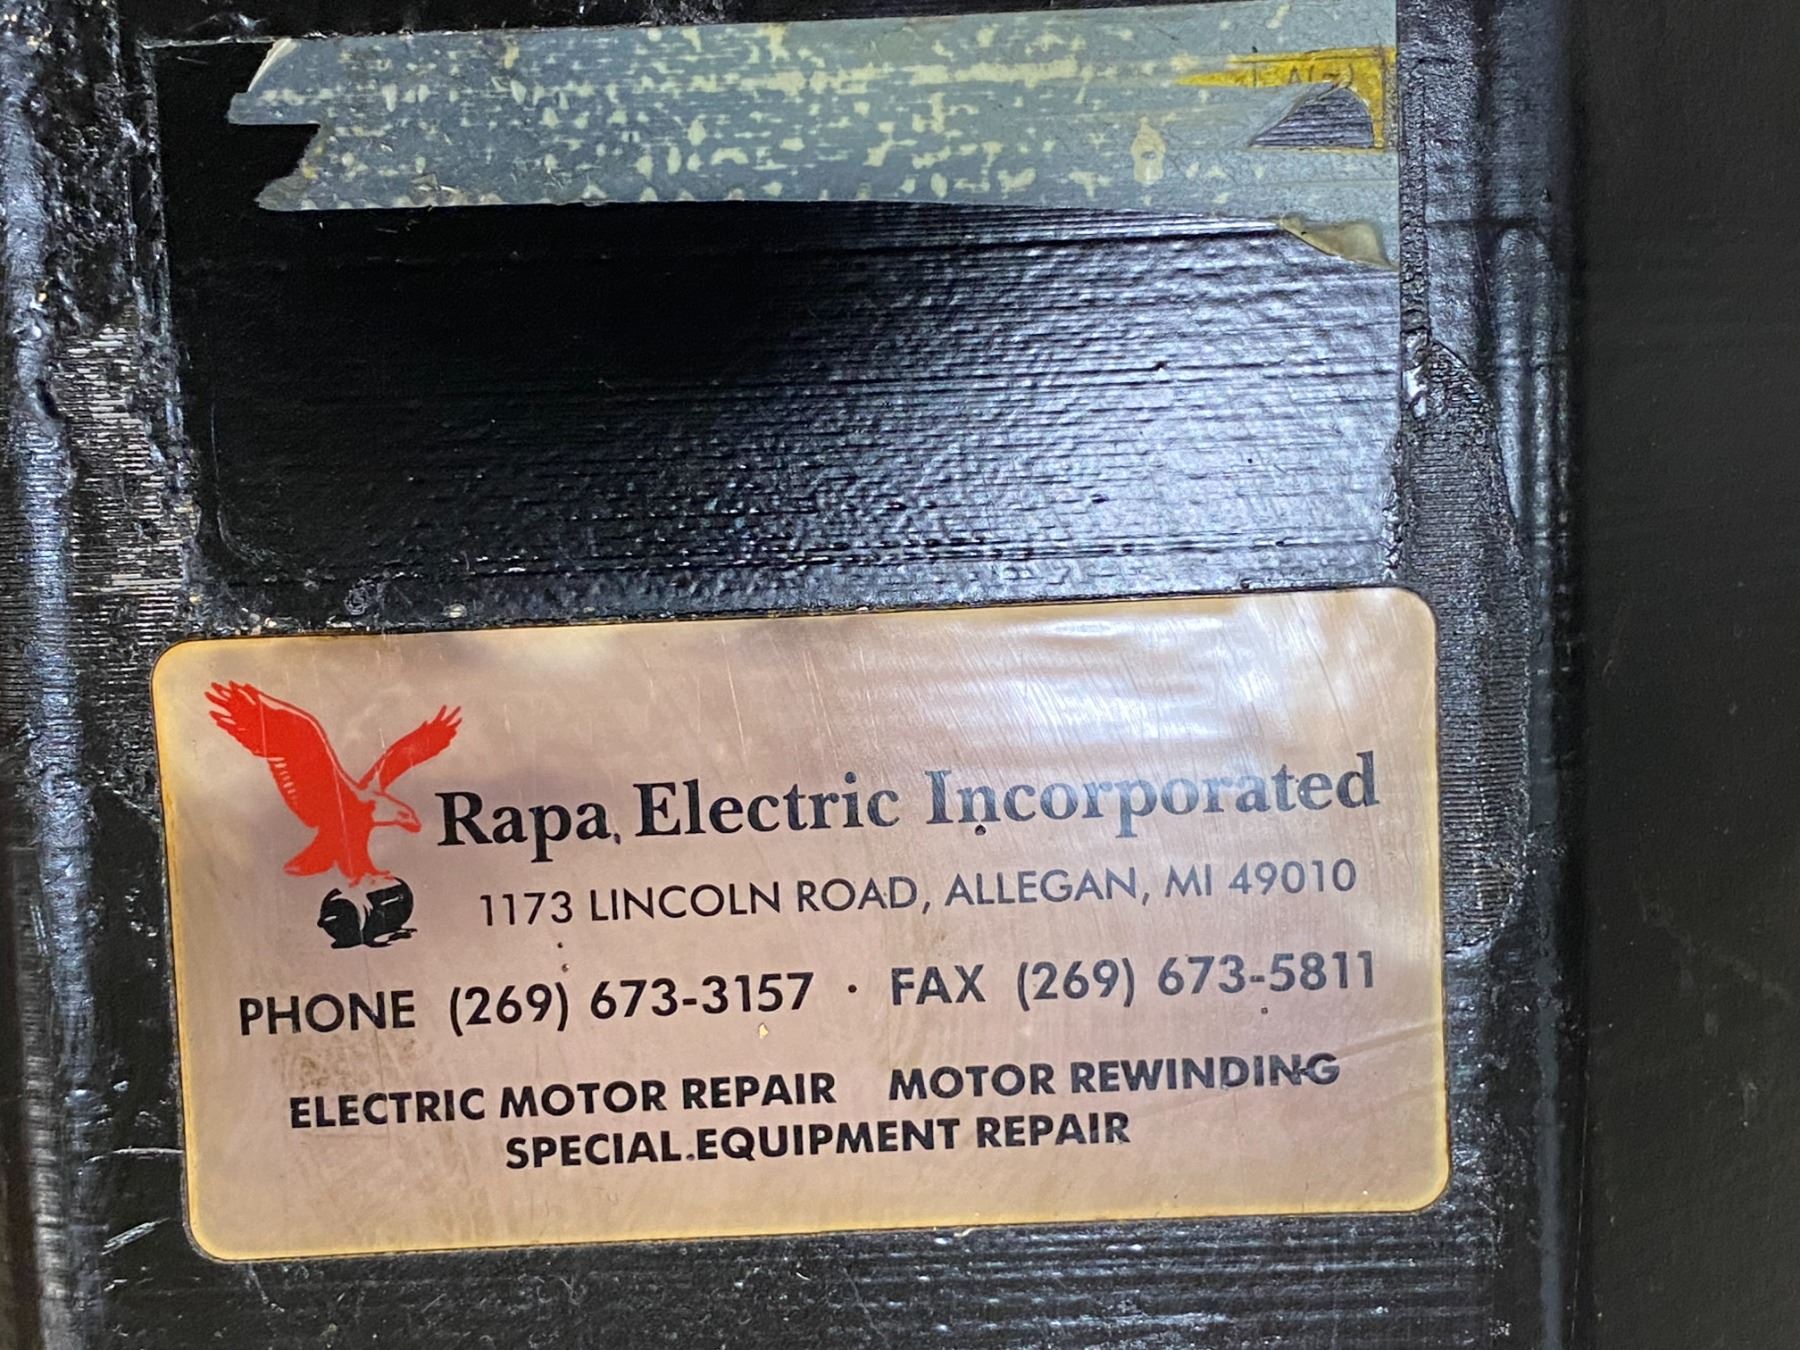 Rapa Electric Incorporated
1173 LINCOLN ROAD, ALLEGAN, MI 49010
PHONE (269) 673-3157 · FAX (269) 673-5811
ELECTRIC MOTOR REPAIR MOTOR REWINDING
SPECIAL EQUIPMENT REPAIR